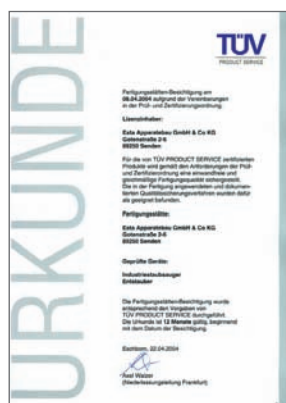 URKUNDE
TÜV
PRODUCT SERVICE
Fertigungsstätten-Besichtigung am
08.04.2004 aufgrund der Vereinbarungen
in der Prüf- und Zertifizierungsordnung.
Lizenzinhaber:
Esta Apparatebau GmbH & Co KG
Gotenstraße 2-6
89250 Senden
Für die von TÜV PRODUCT SERVICE zertifizierten
Produkte wird gemäß den Anforderungen der Prüf-
und Zertifizierordnung eine einwandfreie und
gleichmäßige Fertigungsqualität sichergestellt.
Die in der Fertigung angewendeten und dokumen-
tierten Qualitätssicherungsverfahren wurden dafür
als geeignet befunden.
Fertigungsstätte:
Esta Apparatebau GmbH & Co KG
Gotenstraße 2-6
89250 Senden
Geprüfte Geräte:
Industriestaubsauger
Entstauber
Die Fertigungsstätten-Besichtigung wurde
entsprechend den Vorgaben von
TÜV PRODUCT SERVICE durchgeführt.
Die Urkunde ist 12 Monate gültig, beginnend
mit dem Datum der Besichtigung.
Eschborn, 22.04.2004
Axel
(Niederlassungsleitung Frankfurt)